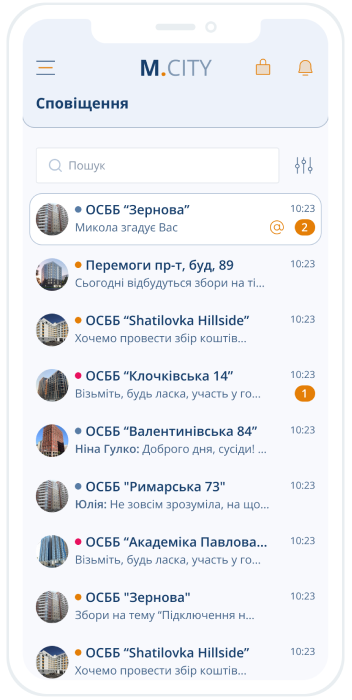 M.CITY
Сповіщення
Пошук
ОСББ “Зернова” 10:23
Микола згадує Вас @ 2
Перемоги пр-т, буд, 89 10:23
Сьогодні відбудуться збори на ті...
ОСББ “Shatilovka Hillside” 10:23
Хочемо провести збір коштів...
ОСББ “Клочківська 14” 10:23
Візьміть, будь ласка, участь у го... 1
ОСББ “Валентинівська 84” 10:23
Ніна Гулко: Доброго дня, сусіди! ...
ОСББ "Римарська 73" 10:23
Юлія: Не зовсім зрозуміла, на що...
ОСББ “Академіка Павлова... 10:23
Візьміть, будь ласка, участь у го...
ОСББ "Зернова" 10:23
Збори на тему “Підключення н...
ОСББ “Shatilovka Hillside” 10:23
Хочемо провести збір коштів...